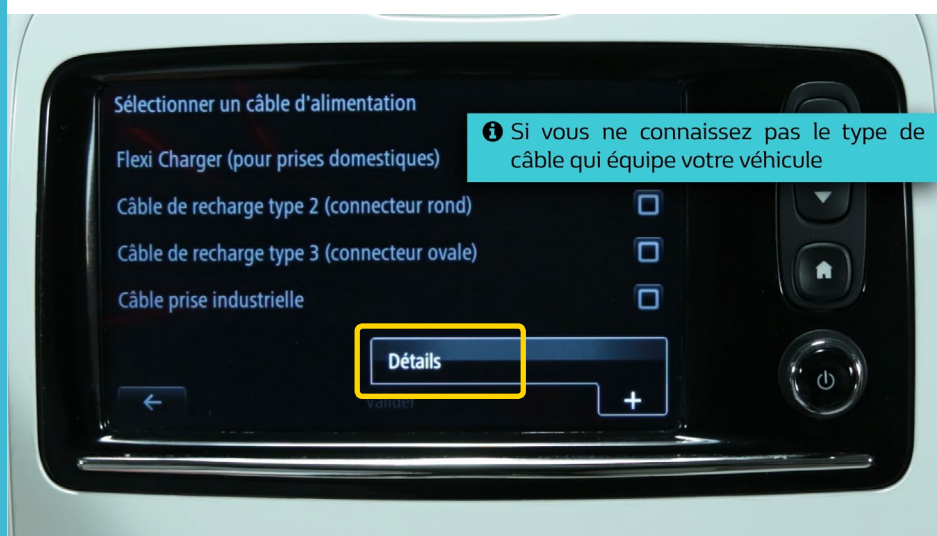 Sélectionner un câble d'alimentation
Si vous ne connaissez pas le type de
câble qui équipe votre véhicule
Flexi Charger (pour prises domestiques)
Câble de recharge type 2 (connecteur rond)
Câble de recharge type 3 (connecteur ovale)
Câble prise industrielle
Détails
Valider
+